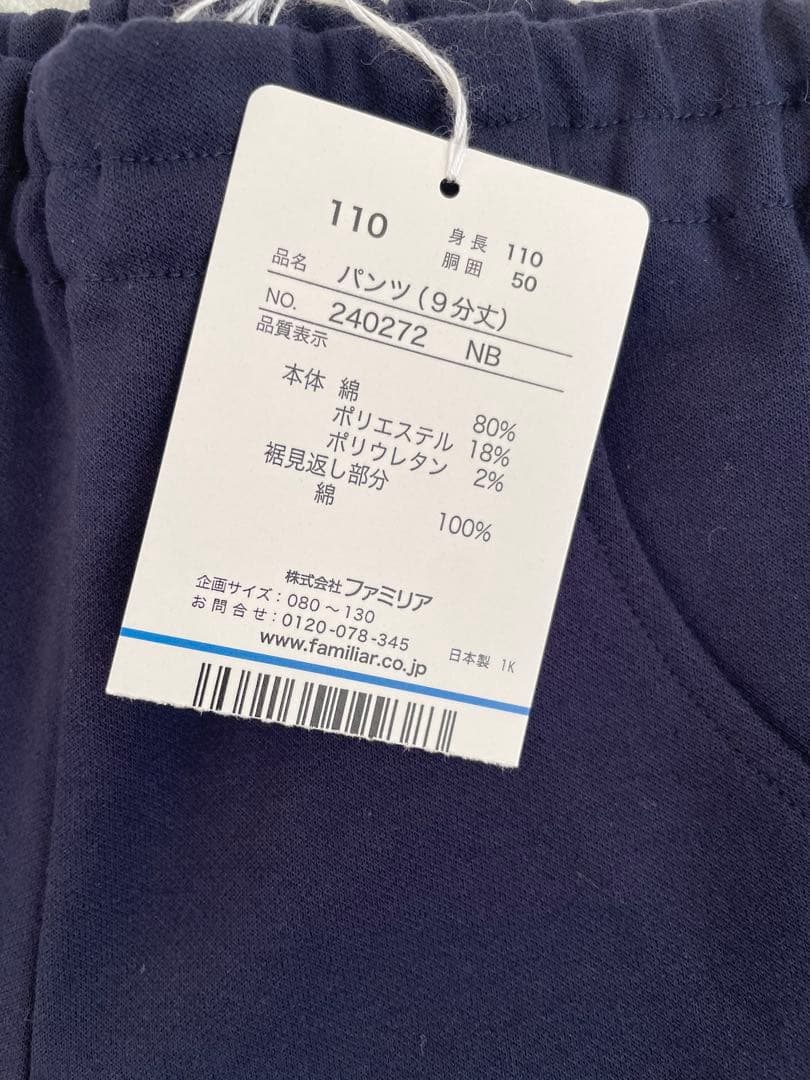 110 身長 110
胴囲 50
品名 パンツ(9分丈)
NO. 240272 NB
品質表示
本体 綿 80%
ポリエステル 18%
ポリウレタン 2%
裾見返し部分
綿 100%
株式会社ファミリア
企画サイズ:080〜130
お問合せ:0120-078-345
www.familiar.co.jp 日本製 1K